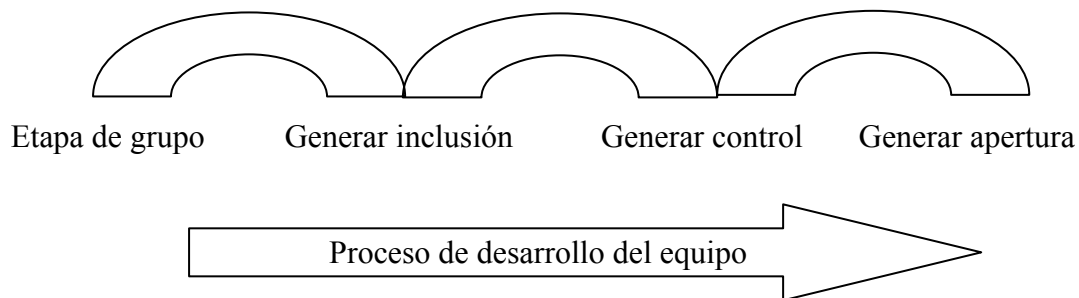 Etapa de grupo Generar inclusión Generar control Generar apertura
Proceso de desarrollo del equipo